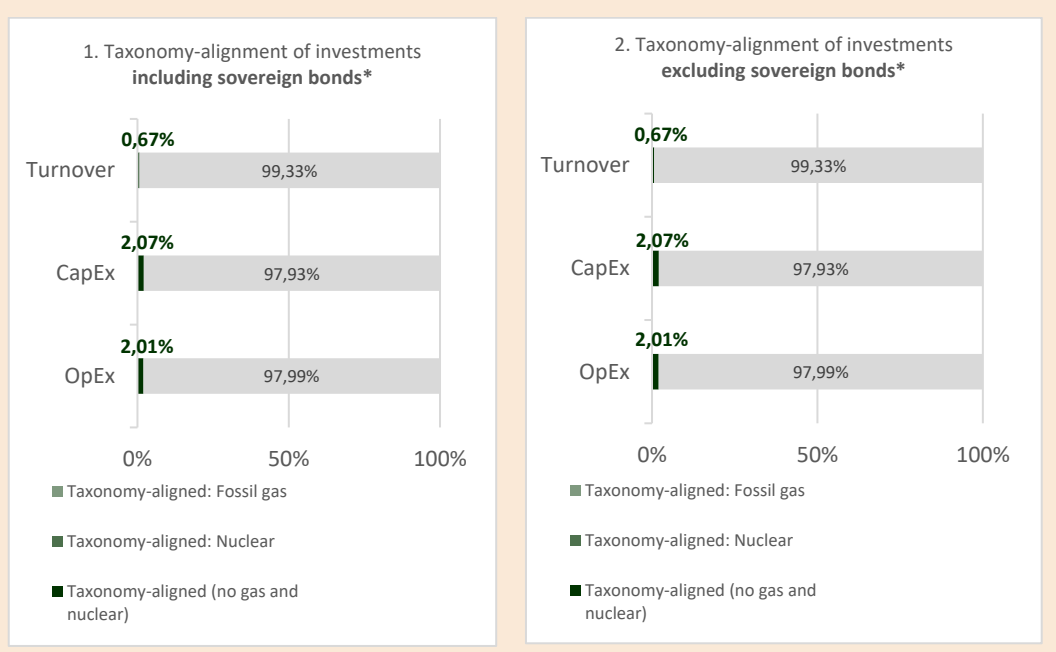 1. Taxonomy-alignment of investments
including sovereign bonds*
0,67%
Turnover
99,33%
2,07%
CapEx
97,93%
2,01%
OpEx
97,99%
0%
50%
100%
Taxonomy-aligned: Fossil gas
Taxonomy-aligned: Nuclear
Taxonomy-aligned (no gas and
nuclear)
2. Taxonomy-alignment of investments
excluding sovereign bonds*
0,67%
Turnover
99,33%
2,07%
CapEx
97,93%
2,01%
OpEx
97,99%
0%
50%
100%
Taxonomy-aligned: Fossil gas
Taxonomy-aligned: Nuclear
Taxonomy-aligned (no gas and
nuclear)